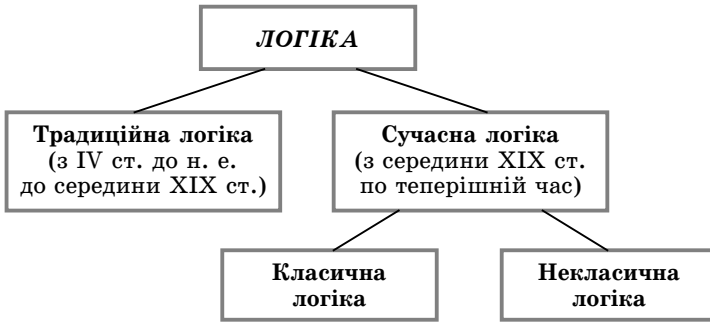 ЛОГІКА
Традиційна логіка
(з IV ст. до н. е.
до середини XIX ст.)
Сучасна логіка
(з середини XIX ст.
по теперішній час)
Класична
логіка
Некласична
логіка